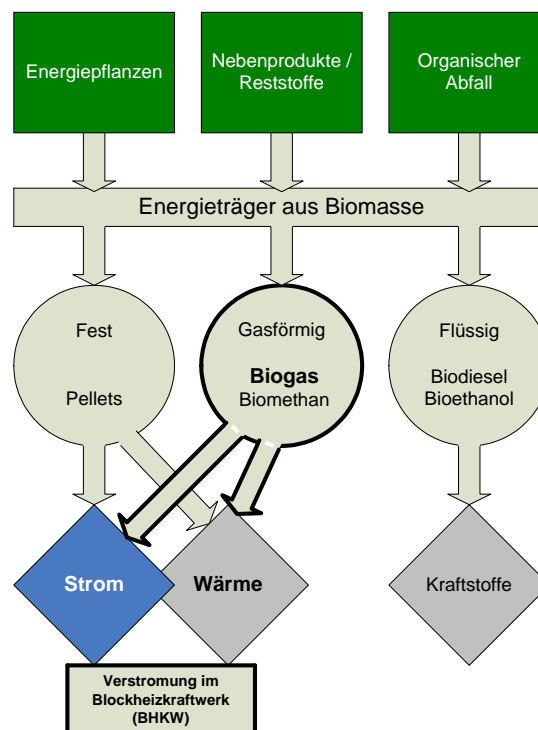 Energiepflanzen
Nebenprodukte /
Reststoffe
Organischer
Abfall
Energieträger aus Biomasse
Fest
Pellets
Gasförmig
Biogas
Biomethan
Flüssig
Biodiesel
Bioethanol
Strom
Wärme
Kraftstoffe
Verstromung im
Blockheizkraftwerk
(BHKW)